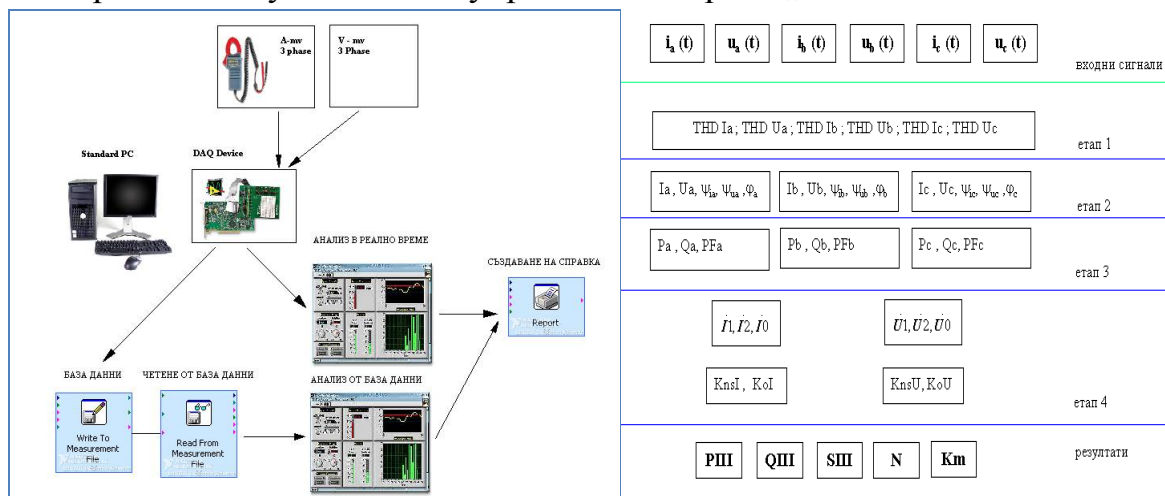 A-mv
3 phase
V - mv
3 Phase
Standard PC
DAQ Device
АНАЛИЗ В РЕАЛНО ВРЕМЕ
СЪЗДАВАНЕ НА СПРАВКА
Report
БАЗА ДАННИ
ЧЕТЕНЕ ОТ БАЗА ДАННИ
АНАЛИЗ ОТ БАЗА ДАННИ
Write To
Measurement
File
Read From
Measurement
File
iₐ (t) uₐ (t) i_b (t) u_b (t) i_c (t) u_c (t)
входни сигнали
THD Ia ; THD Ua ; THD Ib ; THD Ub ; THD Ic ; THD Uc
етап 1
Ia , Ua, Ψia, Ψua ,φa
Ib , Ub, Ψib, Ψub ,φb
Ic , Uc, Ψic, Ψuc ,φc
етап 2
Pa , Qa, PFa
Pb , Qb, PFb
Pc , Qc, PFc
етап 3
İ1, İ2, İ0
U̇1, U̇2, U̇0
KnsI , KoI
KnsU, KoU
етап 4
PIII QIII SIII N Km
резултати